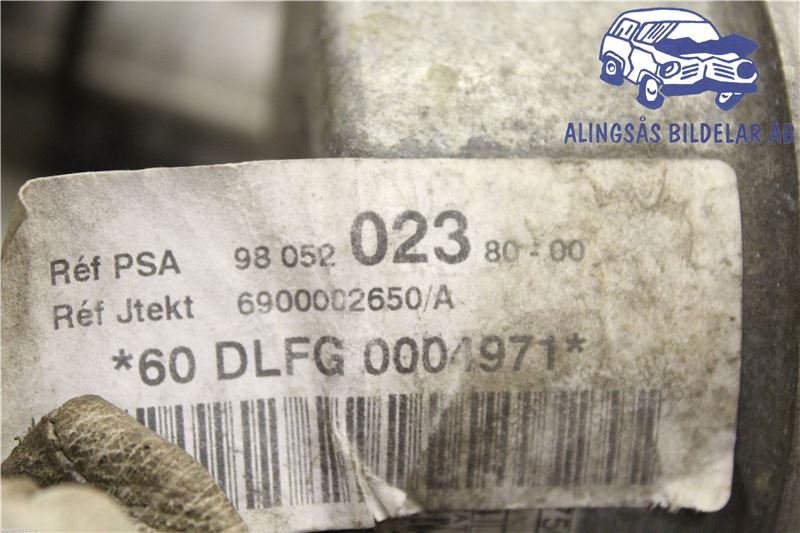 ALINGSÅS BILDELAR AB
Réf PSA 98 052 023 80-00
Réf Jtekt 6900002650/A
*60 DLFG 0004971*